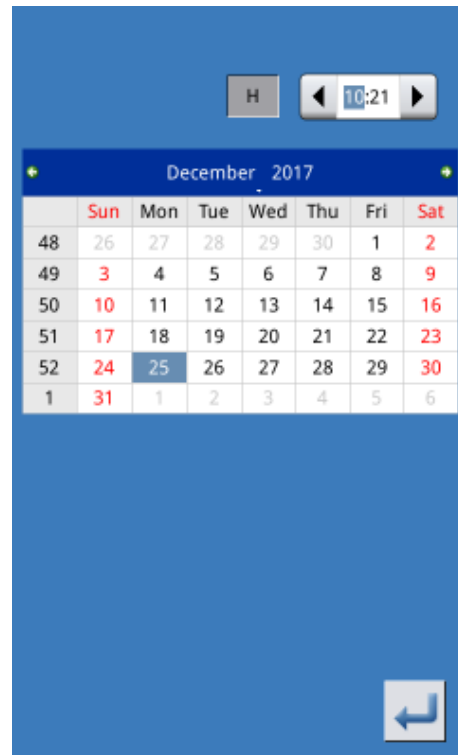 H 10:21
December 2017
Sun Mon Tue Wed Thu Fri Sat
48 26 27 28 29 30 1 2
49 3 4 5 6 7 8 9
50 10 11 12 13 14 15 16
51 17 18 19 20 21 22 23
52 24 25 26 27 28 29 30
1 31 1 2 3 4 5 6